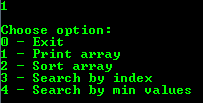 1
Choose option:
0 - Exit
1 - Print array
2 - Sort array
3 - Search by index
4 - Search by min values